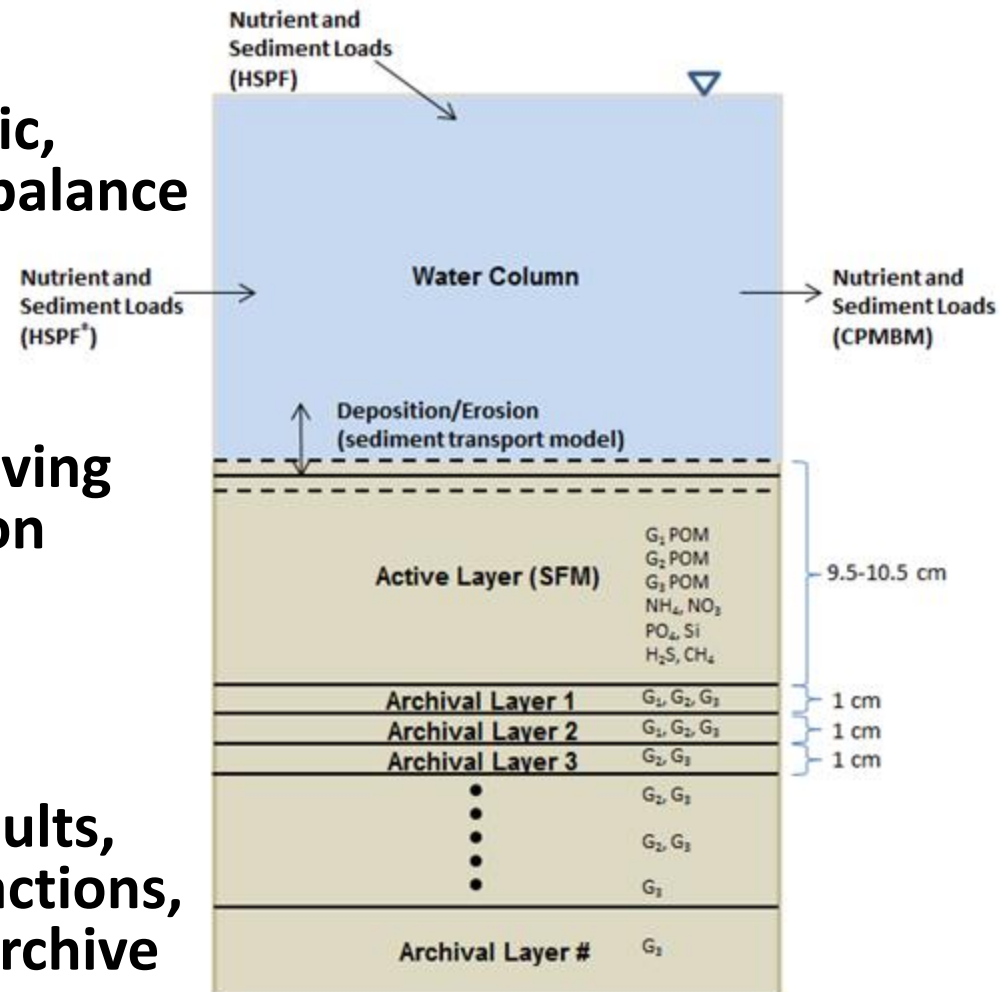 Nutrient and
Sediment Loads
(HSPF)
ic,
balance
Nutrient and
Sediment Loads
(HSPF*)
Water Column
Nutrient and
Sediment Loads
(CPMBM)
Deposition/Erosion
(sediment transport model)
ving
on
Active Layer (SFM)
G₁ POM
G₂ POM
G₃ POM
NH₄, NO₃
PO₄, Si
H₂S, CH₄
9.5-10.5 cm
Archival Layer 1 G₁, G₂, G₃ 1 cm
Archival Layer 2 G₁, G₂, G₃ 1 cm
Archival Layer 3 G₂, G₃ 1 cm
G₂, G₃
G₂, G₃
G₃
ults,
actions,
rchive
Archival Layer # G₃